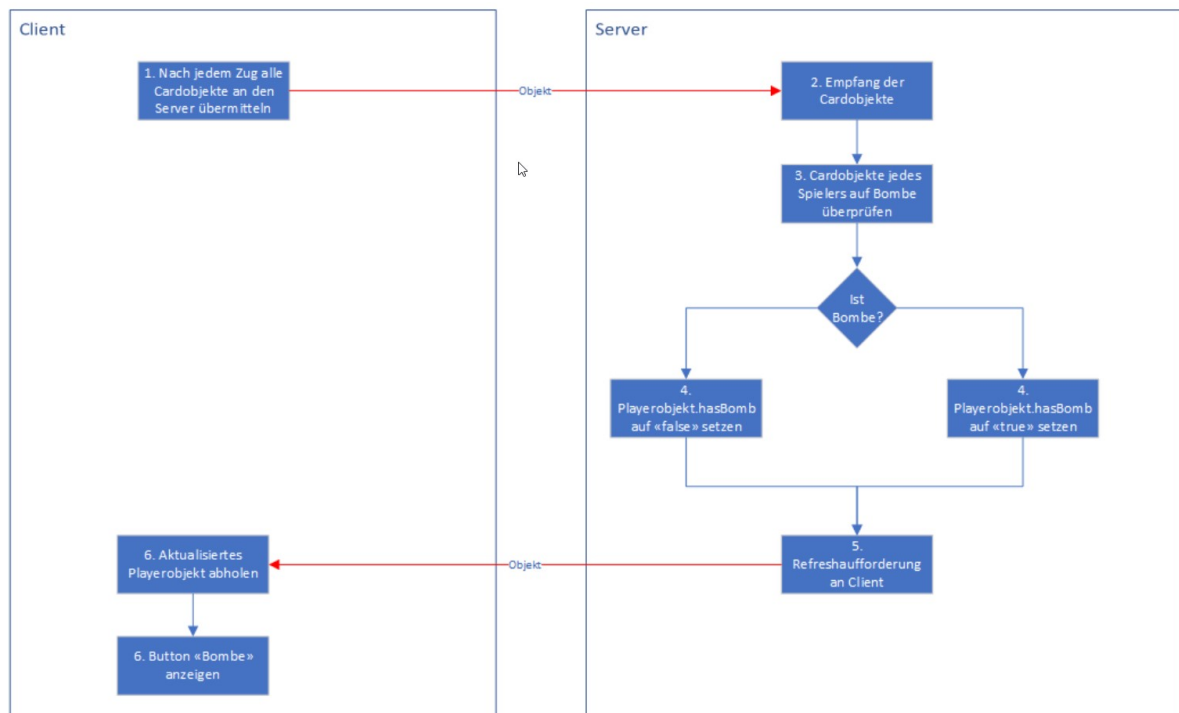 Client
Server
1. Nach jedem Zug alle
Cardobjekte an den
Server übermitteln
Objekt
2. Empfang der
Cardobjekte
3. Cardobjekte jedes
Spielers auf Bombe
überprüfen
Ist
Bombe?
4.
Playerobjekt.hasBomb
auf «false» setzen
4.
Playerobjekt.hasBomb
auf «true» setzen
6. Aktualisiertes
Playerobjekt abholen
Objekt
5.
Refreshaufforderung
an Client
6. Button «Bombe»
anzeigen